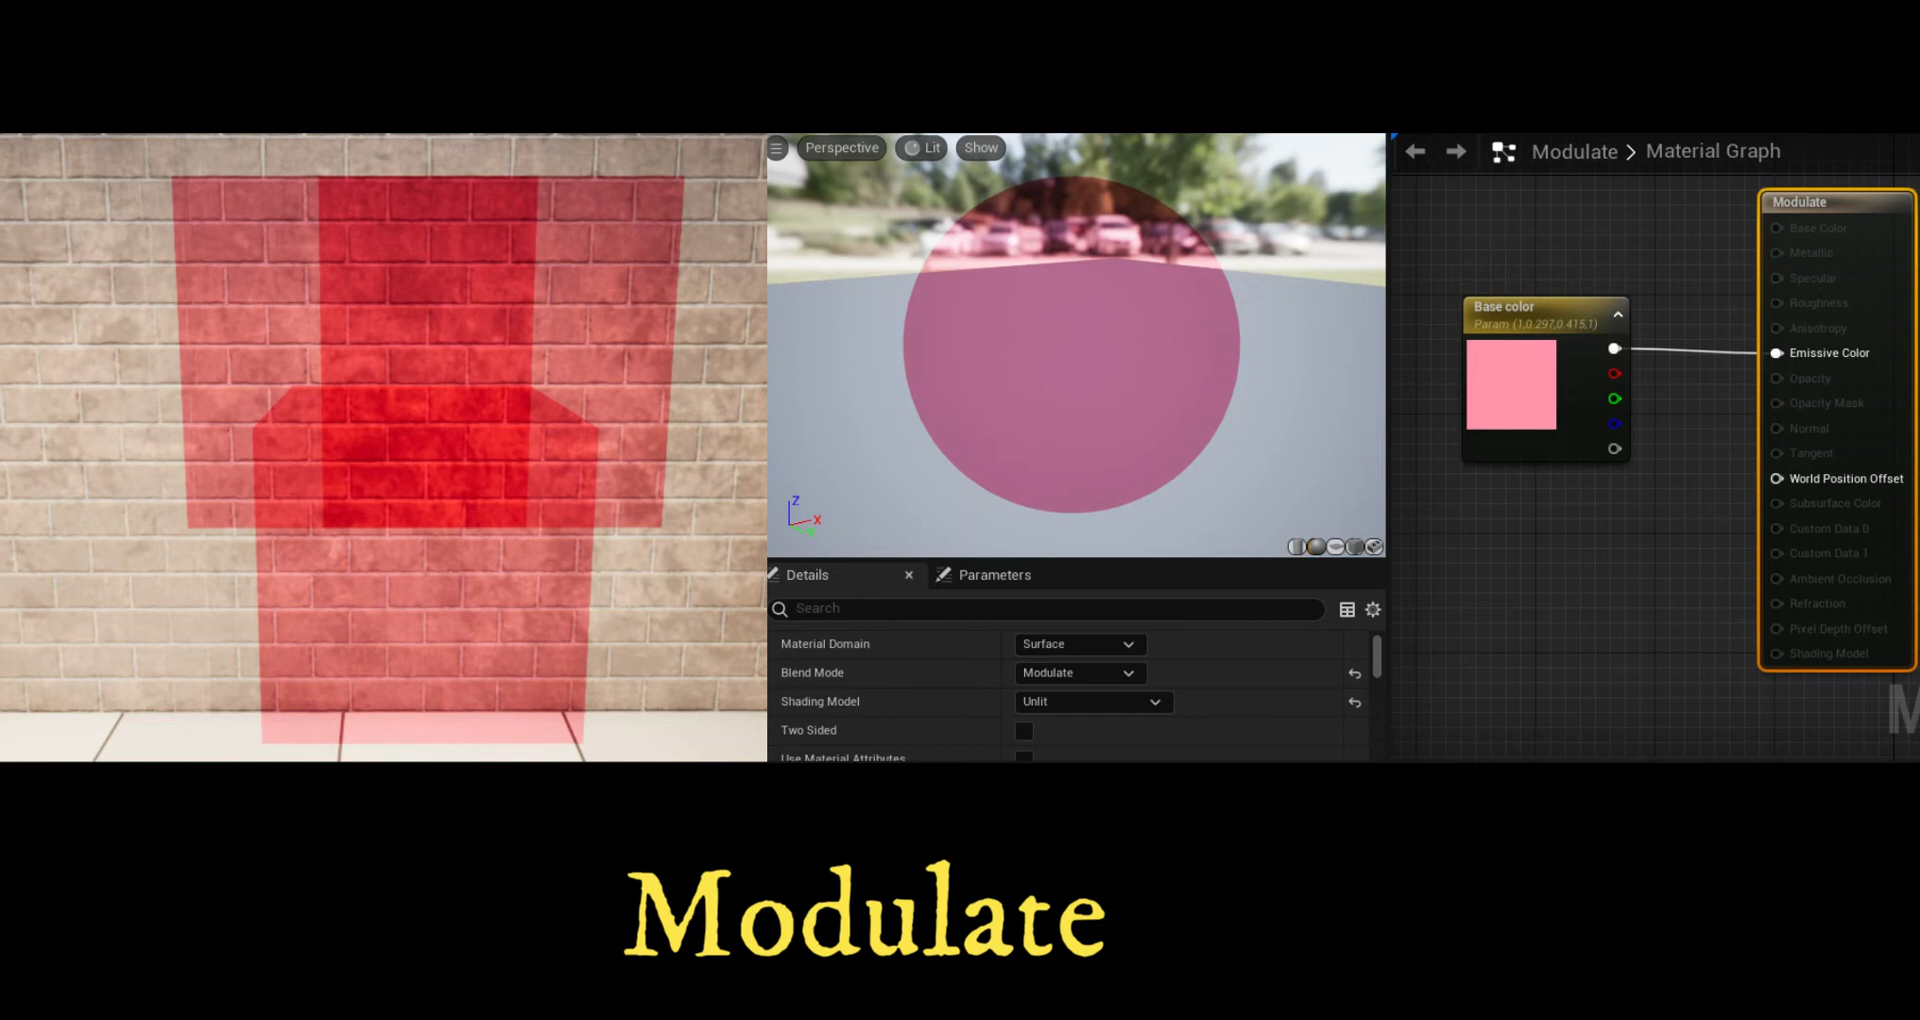 Perspective
Lit
Show
Z
X
Y
Details
Parameters
Search
Material Domain
Surface
Blend Mode
Modulate
Shading Model
Unlit
Two Sided
Use Material Attributes
Modulate > Material Graph
Base color
Param (1,0.297,0.415,1)
Modulate
Base Color
Metallic
Specular
Roughness
Anisotropy
Emissive Color
Opacity
Opacity Mask
Normal
Tangent
World Position Offset
Subsurface Color
Custom Data 0
Custom Data 1
Ambient Occlusion
Refraction
Pixel Depth Offset
Shading Model
M
Modulate